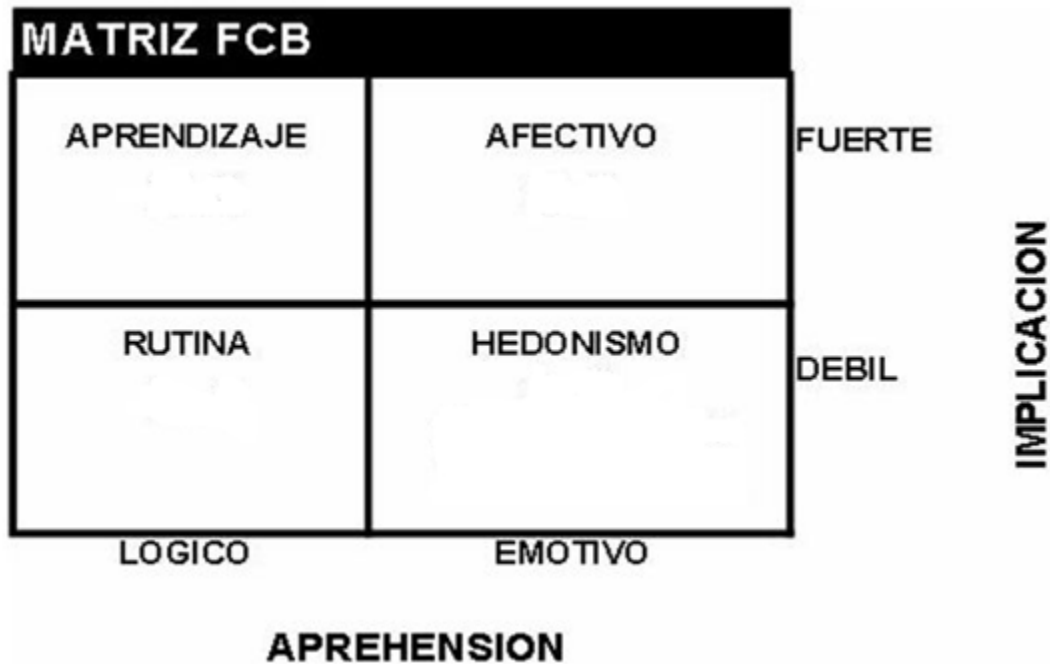 MATRIZ FCB
APRENDIZAJE AFECTIVO FUERTE
RUTINA HEDONISMO DEBIL
LOGICO EMOTIVO
IMPLICACION
APREHENSION